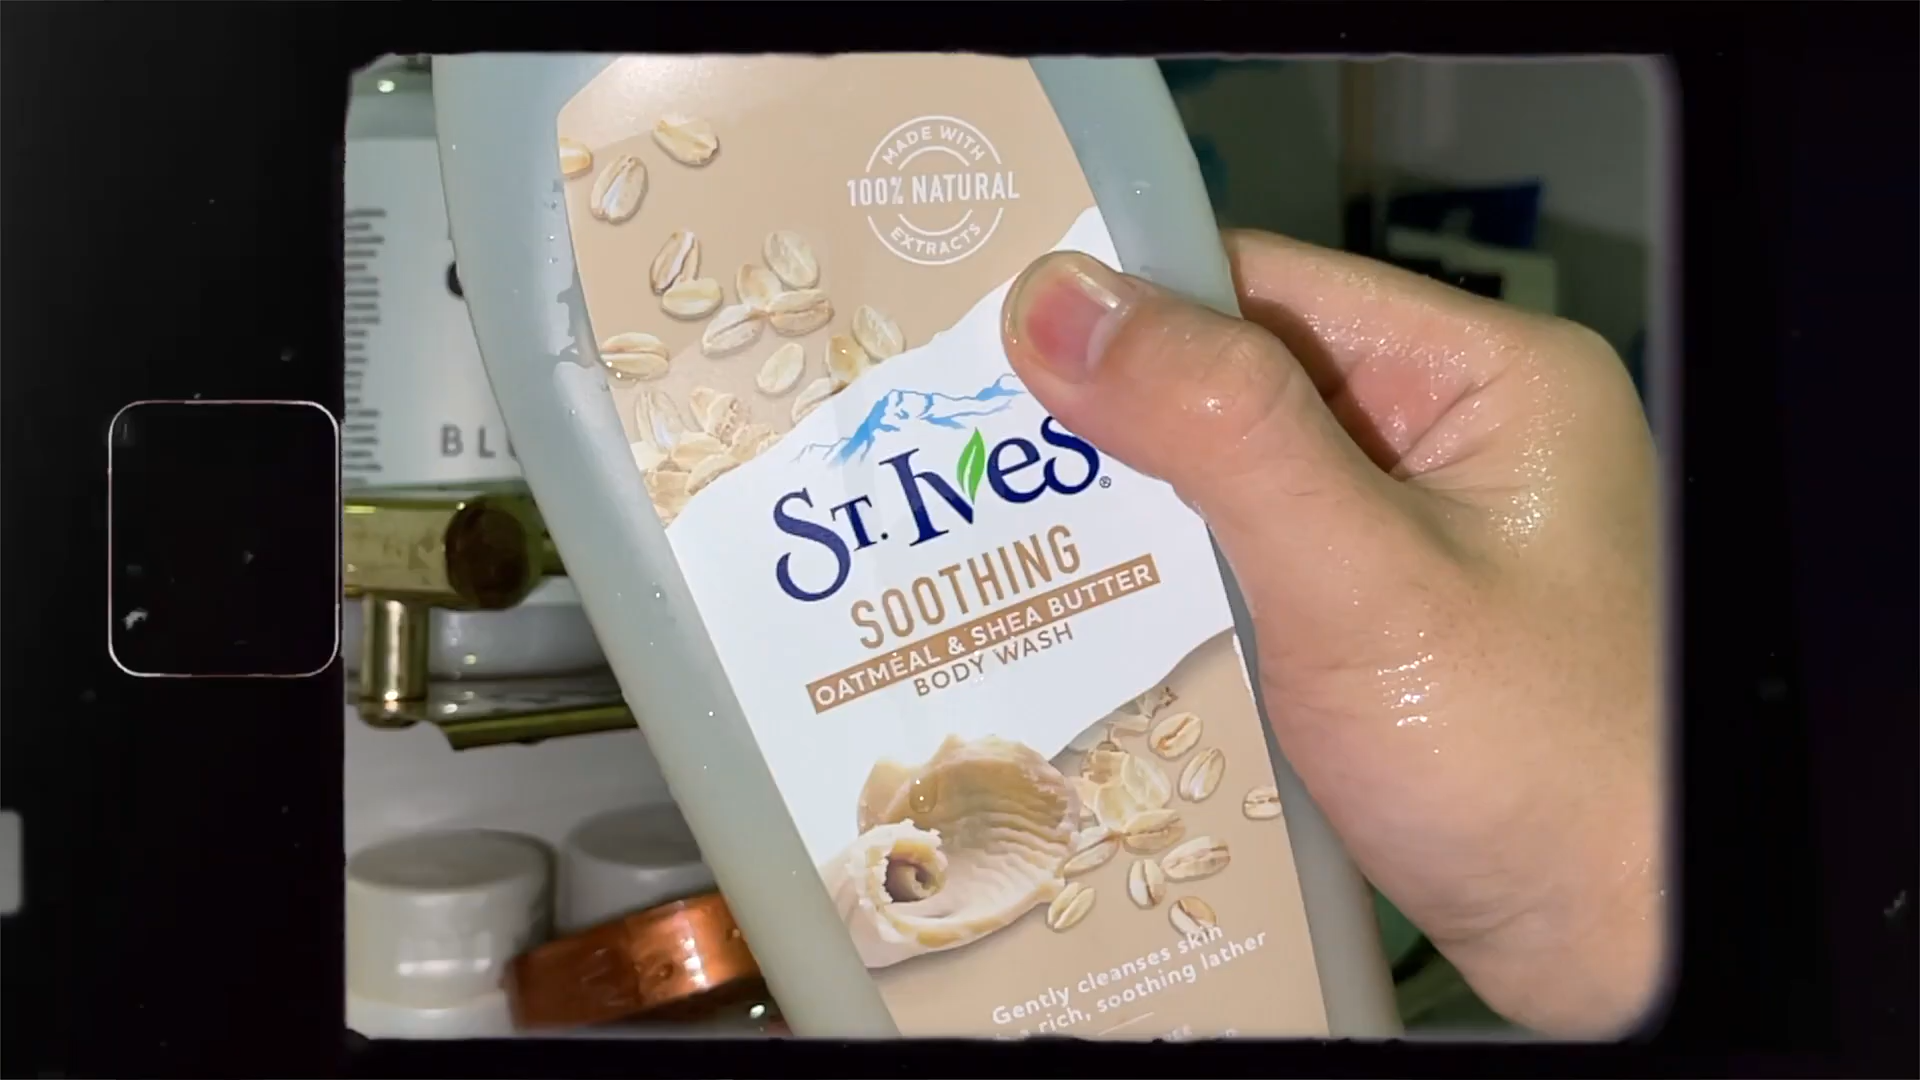 MADE WITH
100% NATURAL
EXTRACTS
ST. Ives®
SOOTHING
OATMEAL & SHEA BUTTER
BODY WASH
Gently cleanses skin
rich, soothing lather